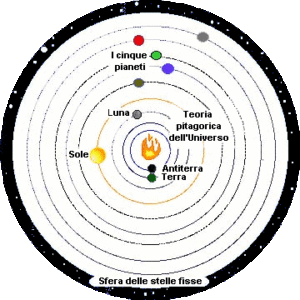 I cinque
pianeti
Luna
Teoria
pitagorica
dell'Universo
Sole
Antiterra
Terra
Sfera delle stelle fisse